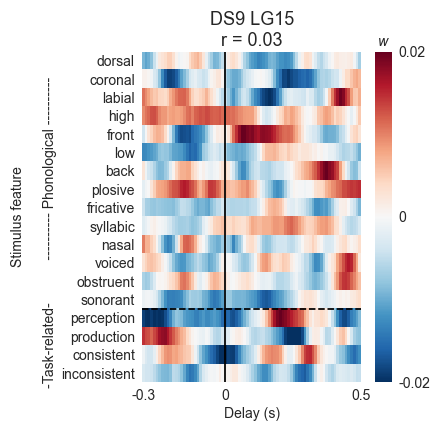 DS9 LG15
r = 0.03
w
dorsal
coronal
labial
high
front
low
back
plosive
fricative
syllabic
nasal
voiced
obstruent
sonorant
perception
production
consistent
inconsistent
Stimulus feature
---------- Phonological ----------
-Task-related-
0.02
0
-0.02
-0.3 0 0.5
Delay (s)